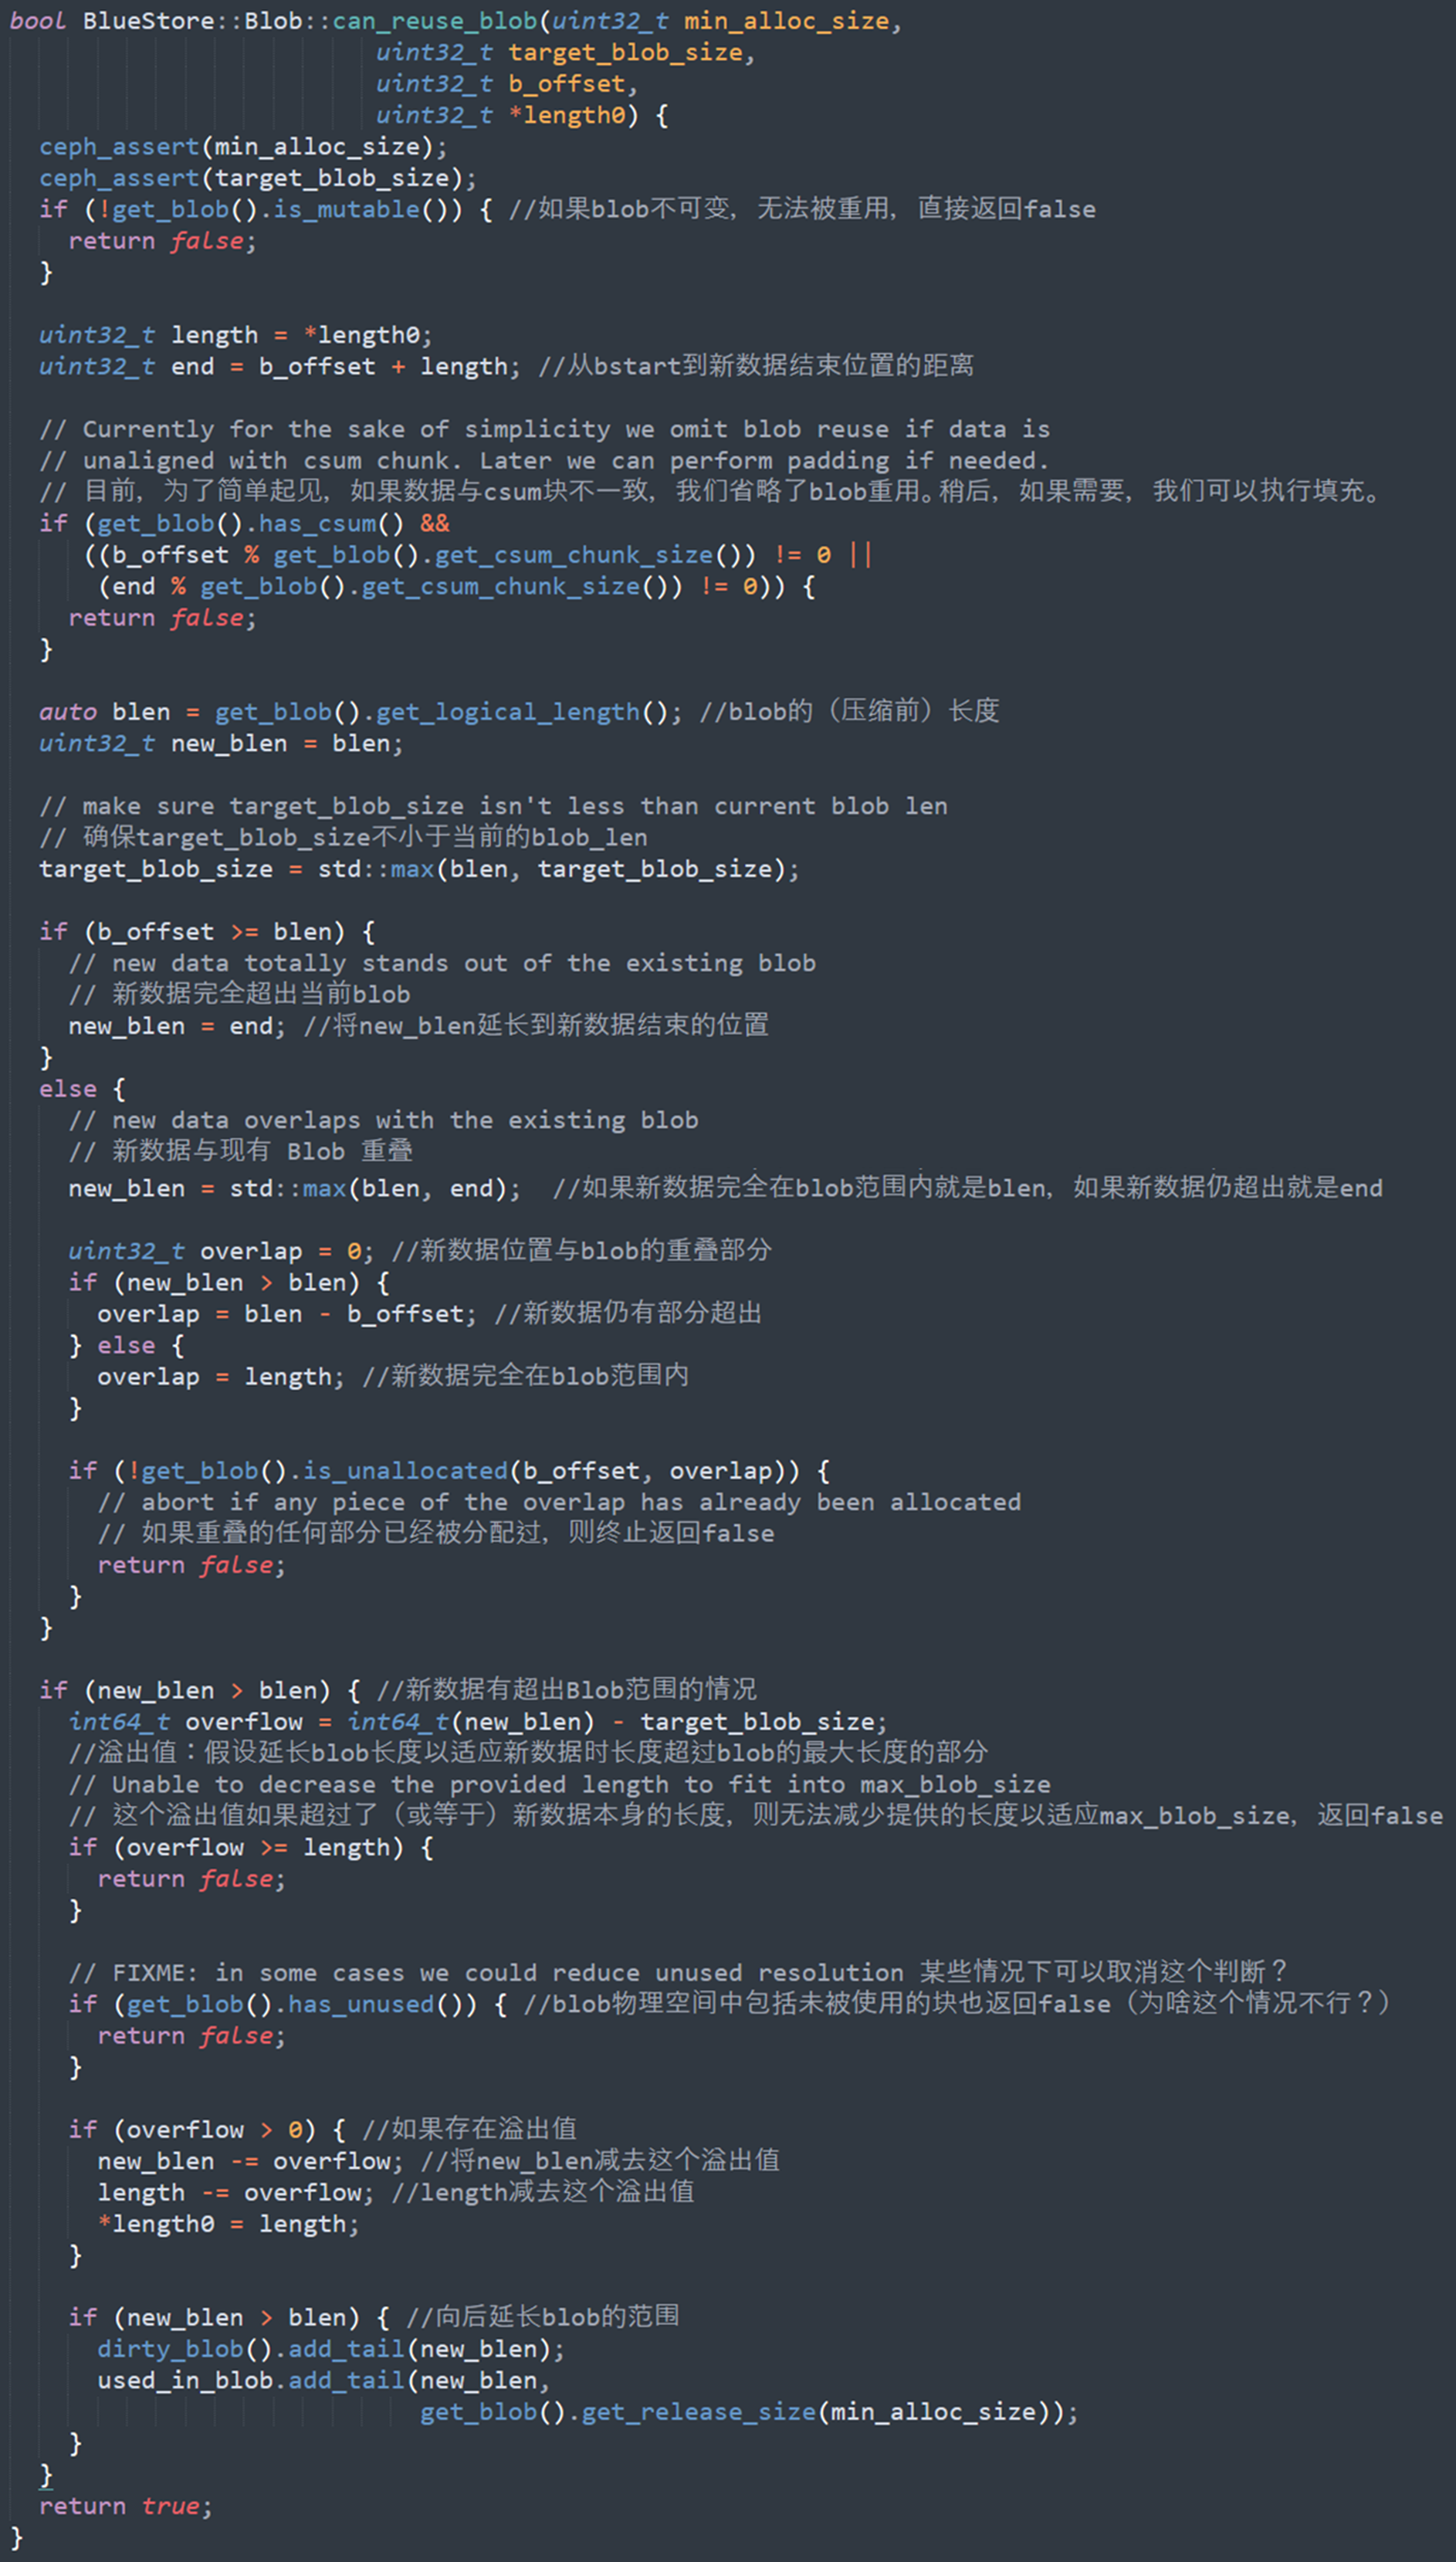 bool BlueStore::Blob::can_reuse_blob(uint32_t min_alloc_size,
uint32_t target_blob_size,
uint32_t b_offset,
uint32_t *length0) {
ceph_assert(min_alloc_size);
ceph_assert(target_blob_size);
if (!get_blob().is_mutable()) { //如果blob不可变，无法被重用，直接返回false
return false;
}
uint32_t length = *length0;
uint32_t end = b_offset + length; //从bstart到新数据结束位置的距离
// Currently for the sake of simplicity we omit blob reuse if data is
// unaligned with csum chunk. Later we can perform padding if needed.
// 目前，为了简单起见，如果数据与csum块不一致，我们省略了blob重用。稍后，如果需要，我们可以执行填充。
if (get_blob().has_csum() &&
((b_offset % get_blob().get_csum_chunk_size()) != 0 ||
(end % get_blob().get_csum_chunk_size()) != 0)) {
return false;
}
auto blen = get_blob().get_logical_length(); //blob的（压缩前）长度
uint32_t new_blen = blen;
// make sure target_blob_size isn't less than current blob len
// 确保target_blob_size不小于当前的blob_len
target_blob_size = std::max(blen, target_blob_size);
if (b_offset >= blen) {
// new data totally stands out of the existing blob
// 新数据完全超出当前blob
new_blen = end; //将new_blen延长到新数据结束的位置
}
else {
// new data overlaps with the existing blob
// 新数据与现有 Blob 重叠
new_blen = std::max(blen, end);  //如果新数据完全在blob范围内就是blen，如果新数据仍超出就是end
uint32_t overlap = 0; //新数据位置与blob的重叠部分
if (new_blen > blen) {
overlap = blen - b_offset; //新数据仍有部分超出
} else {
overlap = length; //新数据完全在blob范围内
}
if (!get_blob().is_unallocated(b_offset, overlap)) {
// abort if any piece of the overlap has already been allocated
// 如果重叠的任何部分已经被分配过，则终止返回false
return false;
}
}
if (new_blen > blen) { //新数据有超出Blob范围的情况
int64_t overflow = int64_t(new_blen) - target_blob_size;
//溢出值：假设延长blob长度以适应新数据时长度超过blob的最大长度的部分
// Unable to decrease the provided length to fit into max_blob_size
// 这个溢出值如果超过了（或等于）新数据本身的长度，则无法减少提供的长度以适应max_blob_size，返回false
if (overflow >= length) {
return false;
}
// FIXME: in some cases we could reduce unused resolution 某些情况下可以取消这个判断？
if (get_blob().has_unused()) { //blob物理空间中包括未被使用的块也返回false（为啥这个情况不行？）
return false;
}
if (overflow > 0) { //如果存在溢出值
new_blen -= overflow; //将new_blen减去这个溢出值
length -= overflow; //length减去这个溢出值
*length0 = length;
}
if (new_blen > blen) { //向后延长blob的范围
dirty_blob().add_tail(new_blen);
used_in_blob.add_tail(new_blen,
get_blob().get_release_size(min_alloc_size));
}
}
return true;
}